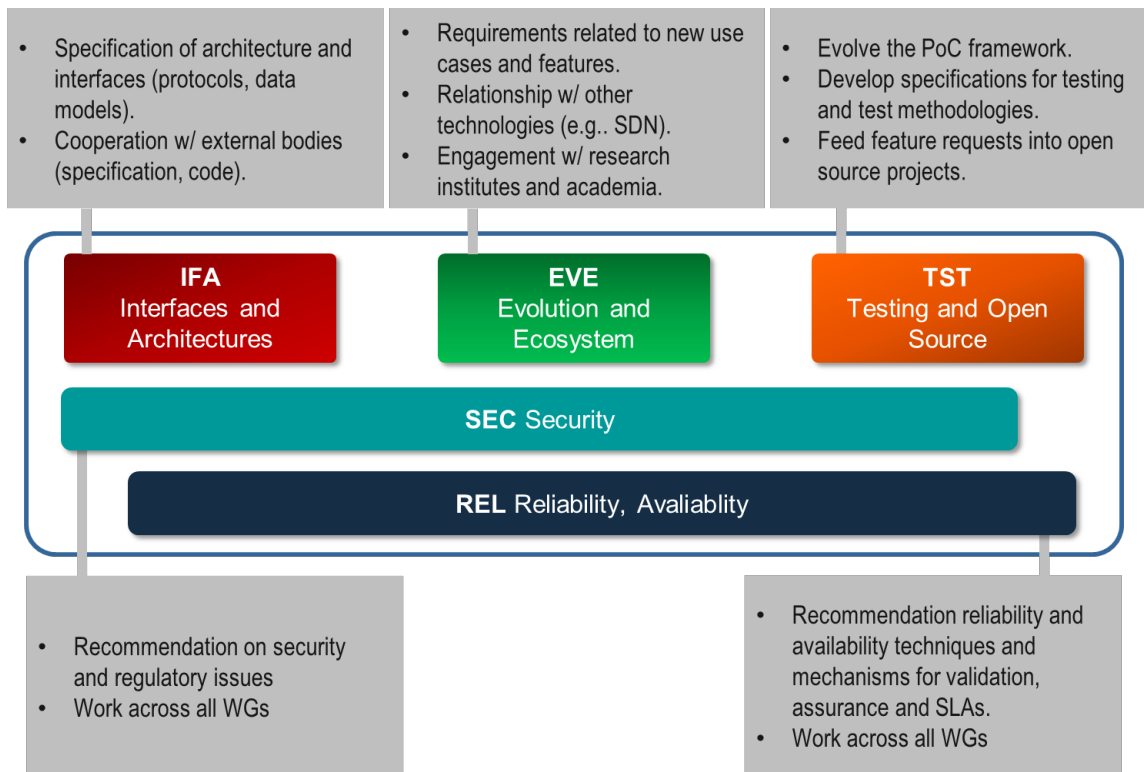 • Specification of architecture and
interfaces (protocols, data
models).
• Cooperation w/ external bodies
(specification, code).
• Requirements related to new use
cases and features.
• Relationship w/ other
technologies (e.g.. SDN).
• Engagement w/ research
institutes and academia.
• Evolve the PoC framework.
• Develop specifications for testing
and test methodologies.
• Feed feature requests into open
source projects.
IFA
Interfaces and
Architectures
EVE
Evolution and
Ecosystem
TST
Testing and Open
Source
SEC Security
REL Reliability, Avaliablity
• Recommendation on security
and regulatory issues
• Work across all WGs
• Recommendation reliability and
availability techniques and
mechanisms for validation,
assurance and SLAs.
• Work across all WGs